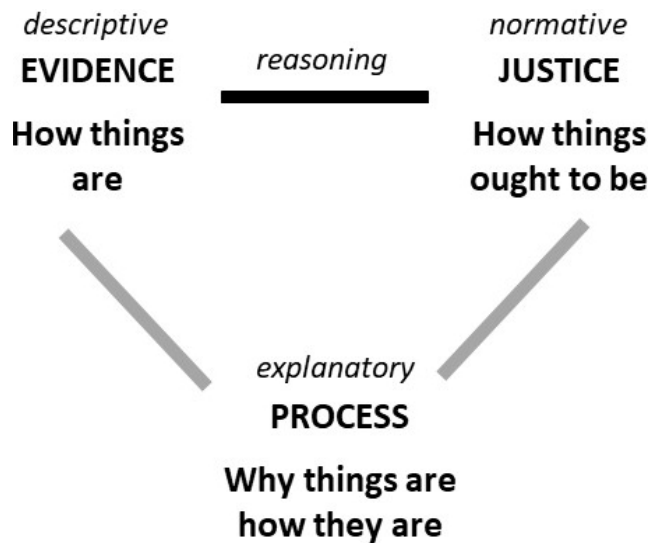 descriptive
EVIDENCE
How things
are
reasoning
normative
JUSTICE
How things
ought to be
explanatory
PROCESS
Why things are
how they are